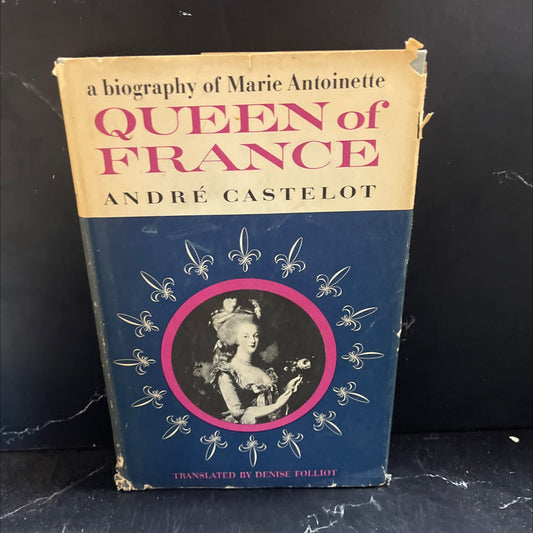 a biography of Marie Antoinette
QUEEN of
FRANCE
ANDRÉ CASTELOT
TRANSLATED BY DENISE FOLLIOT